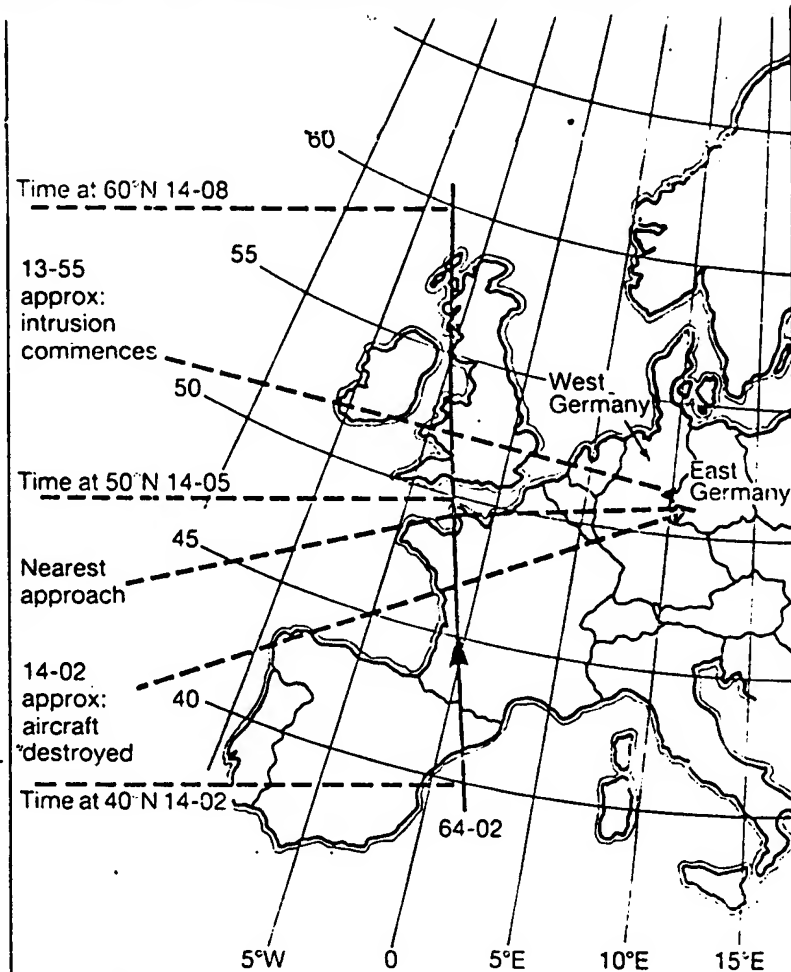 60
Time at 60°N 14-08
13-55
approx:
intrusion
commences
55
50
West
Germany
East
Germany
Time at 50°N 14-05
45
Nearest
approach
14-02
approx:
aircraft
destroyed
40
Time at 40°N 14-02
64-02
5°W
0
5°E
10°E
15°E